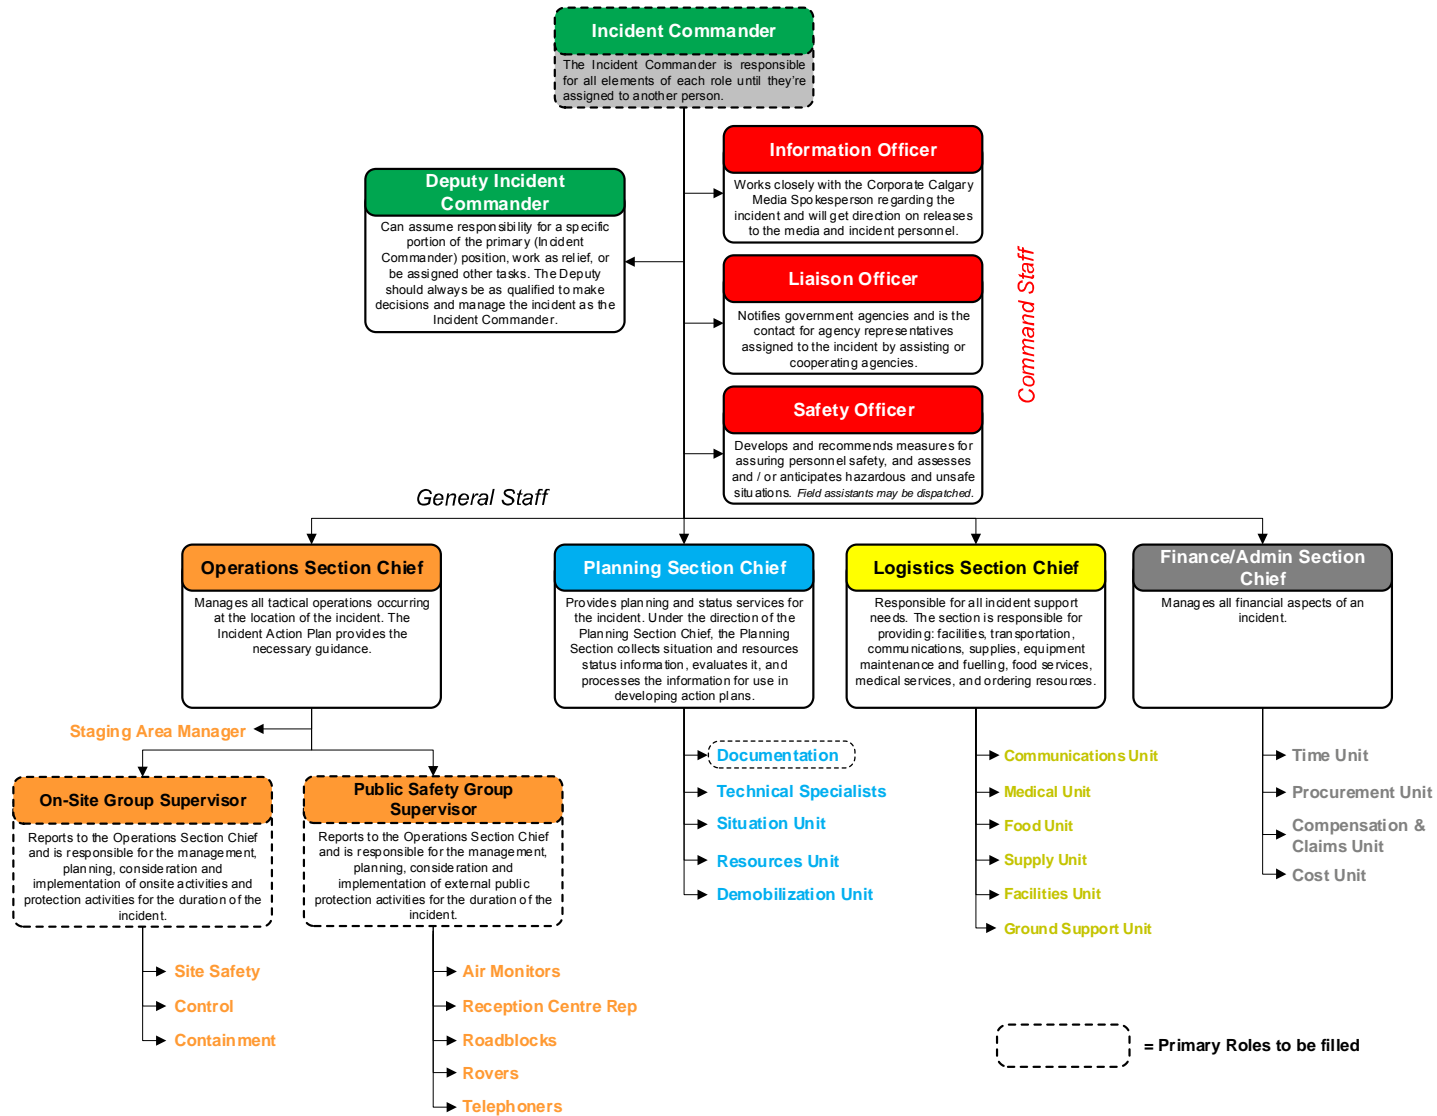 Incident Commander
The Incident Commander is responsible
for all elements of each role until they're
assigned to another person.
Information Officer
Works closely with the Corporate Calgary
Media Spokesperson regarding the
incident and will get direction on releases
to the media and incident personnel.
Deputy Incident
Commander
Can assume responsibility for a specific
portion of the primary (Incident
Commander) position, work as relief, or
be assigned other tasks. The Deputy
should always be as qualified to make
decisions and manage the incident as the
Incident Commander.
Liaison Officer
Notifies government agencies and is the
contact for agency representatives
assigned to the incident by assisting or
cooperating agencies.
Command Staff
Safety Officer
Develops and recommends measures for
assuring personnel safety, and assesses
and / or anticipates hazardous and unsafe
situations. Field assistants may be dispatched.
General Staff
Operations Section Chief
Manages all tactical operations occurring
at the location of the incident. The
Incident Action Plan provides the
necessary guidance.
Planning Section Chief
Provides planning and status services for
the incident. Under the direction of the
Planning Section Chief, the Planning
Section collects situation and resources
status information, evaluates it, and
processes the information for use in
developing action plans.
Logistics Section Chief
Responsible for all incident support
needs. The section is responsible for
providing: facilities, transportation,
communications, supplies, equipment
maintenance and fuelling, food services,
medical services, and ordering resources.
Finance/Admin Section
Chief
Manages all financial aspects of an
incident.
Staging Area Manager
On-Site Group Supervisor
Reports to the Operations Section Chief
and is responsible for the management,
planning, consideration and
implementation of onsite activities and
protection activities for the duration of the
incident.
Site Safety
Control
Containment
Public Safety Group
Supervisor
Reports to the Operations Section Chief
and is responsible for the management,
planning, consideration and
implementation of external public
protection activities for the duration of the
incident.
Air Monitors
Reception Centre Rep
Roadblocks
Rovers
Telephoners
Documentation
Technical Specialists
Situation Unit
Resources Unit
Demobilization Unit
Communications Unit
Medical Unit
Food Unit
Supply Unit
Facilities Unit
Ground Support Unit
Time Unit
Procurement Unit
Compensation &
Claims Unit
Cost Unit
= Primary Roles to be filled